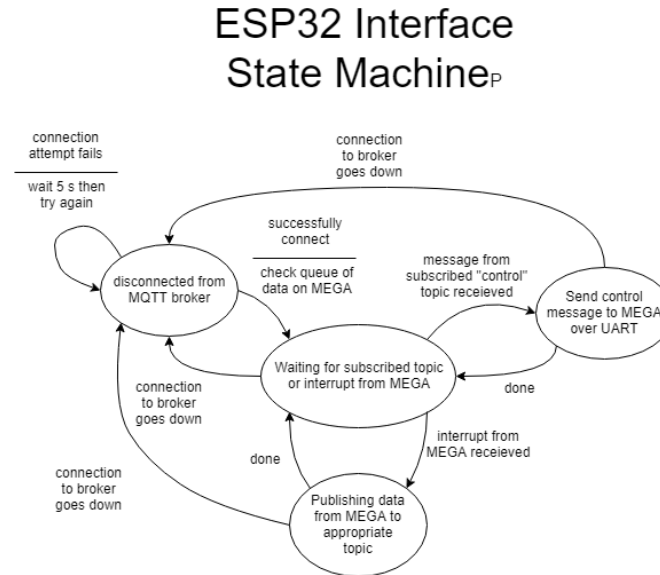 ESP32 Interface
State MachineP
connection
attempt fails
wait 5 s then
try again
connection
to broker
goes down
successfully
connect
check queue of
data on MEGA
message from
subscribed "control"
topic receieved
disconnected from
MQTT broker
Send control
message to MEGA
over UART
Waiting for subscribed topic
or interrupt from MEGA
connection
to broker
goes down
done
interrupt from
MEGA receieved
done
connection
to broker
goes down
Publishing data
from MEGA to
appropriate
topic